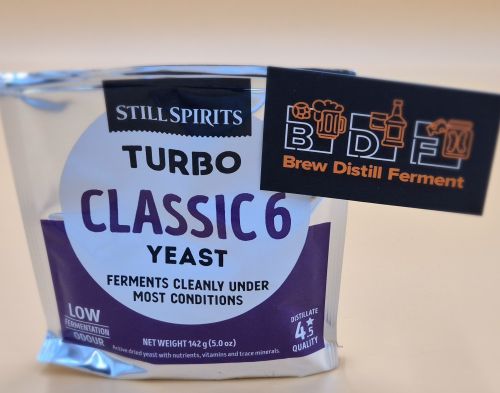 STILL SPIRITS
TURBO
CLASSIC 6
YEAST
FERMENTS CLEANLY UNDER
MOST CONDITIONS
LOW
FERMENTATION
ODOUR
NET WEIGHT 142 g (5.0 oz)
Active dried yeast with nutrients, vitamins and trace minerals.
DISTILLATE
4.5
QUALITY
B D F
Brew Distill Ferment